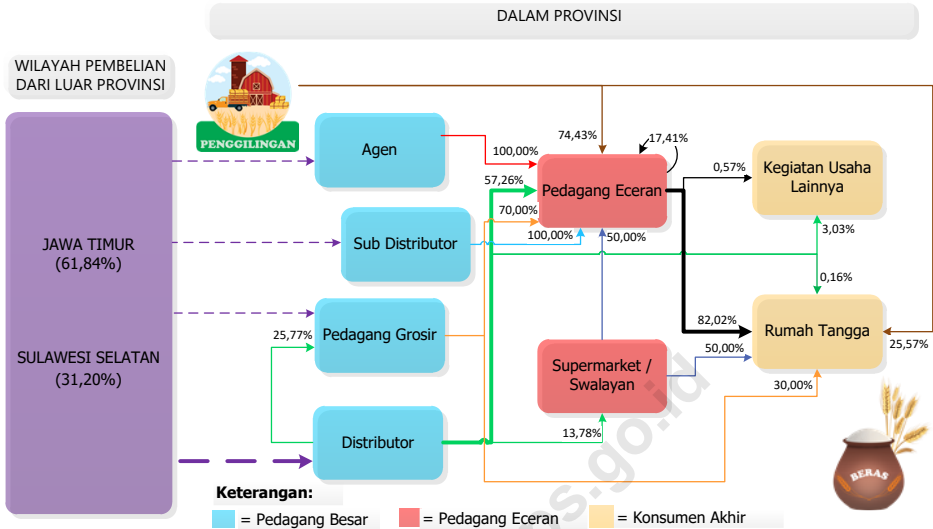 DALAM PROVINSI
WILAYAH PEMBELIAN
DARI LUAR PROVINSI
PENGGILINGAN
JAWA TIMUR
(61,84%)
SULAWESI SELATAN
(31,20%)
Agen
Sub Distributor
Pedagang Grosir
Distributor
25,77%
100,00%
57,26%
70,00%
100,00%
50,00%
74,43%
17,41%
Pedagang Eceran
Supermarket /
Swalayan
13,78%
0,57%
Kegiatan Usaha
Lainnya
3,03%
0,16%
82,02%
Rumah Tangga
25,57%
50,00%
30,00%
BERAS
Keterangan:
= Pedagang Besar
= Pedagang Eceran
= Konsumen Akhir